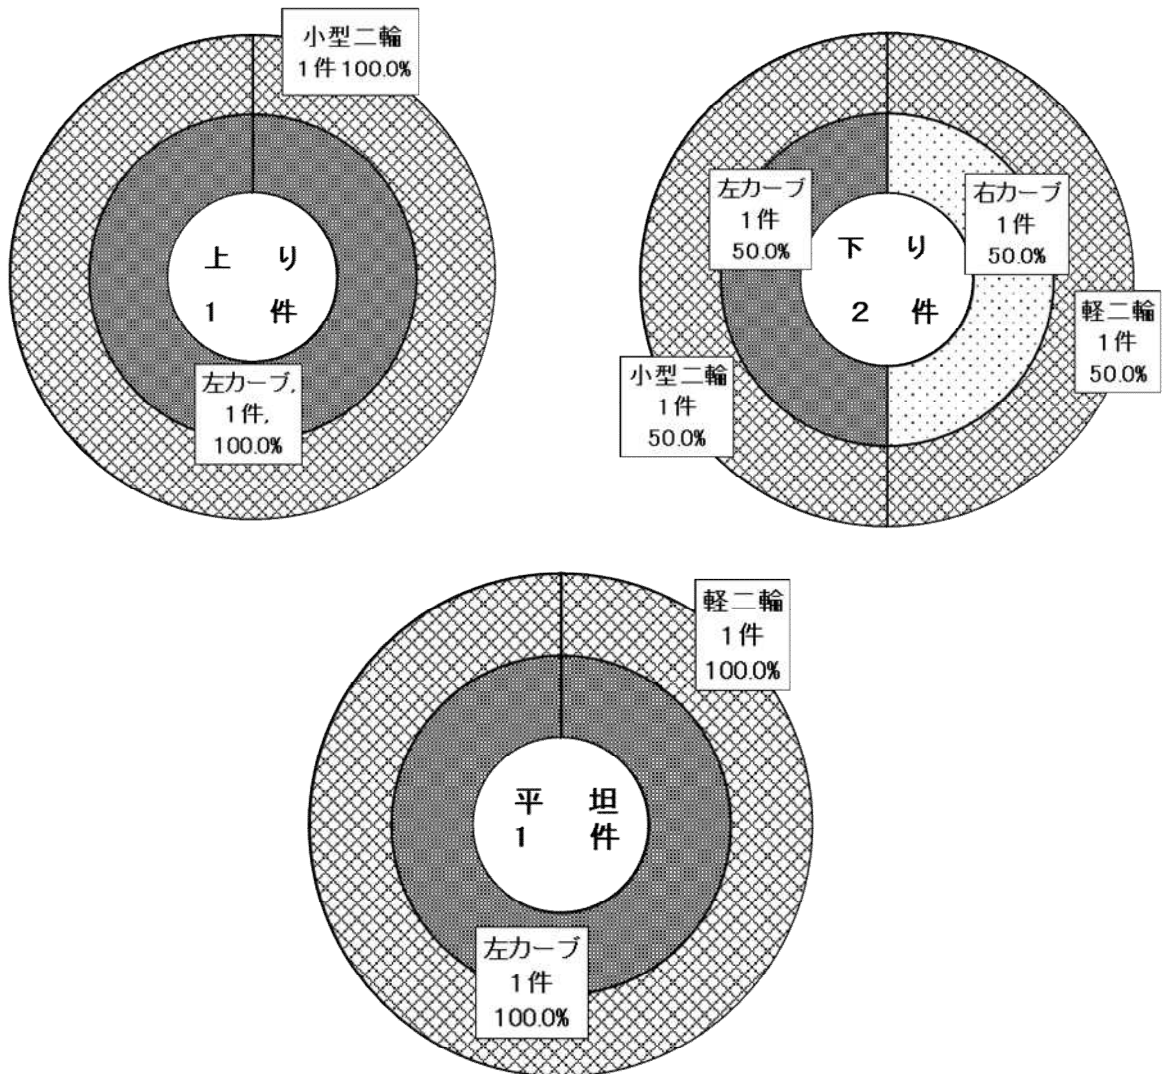 小型二輪
1件 100.0%
上り
1件
左カーブ,
1件,
100.0%
左カーブ
1件
50.0%
右カーブ
1件
50.0%
下り
2件
小型二輪
1件
50.0%
軽二輪
1件
50.0%
軽二輪
1件
100.0%
平坦
1件
左カーブ
1件
100.0%